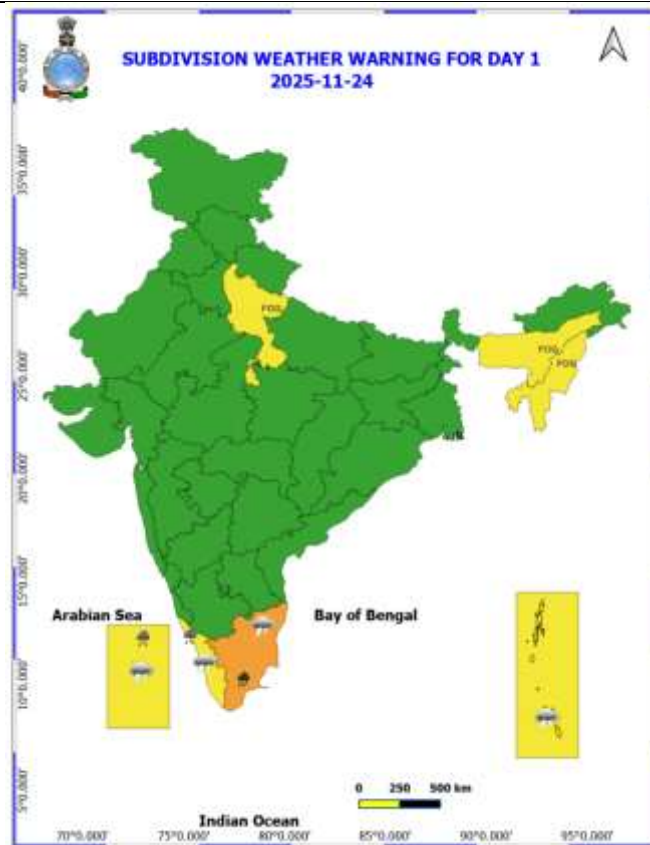 SUBDIVISION WEATHER WARNING FOR DAY 1
2025-11-24
40°0.000'
35°0.000'
30°0.000'
FOG
25°0.000'
FOG
FOG
20°0.000'
15°0.000'
Arabian Sea
Bay of Bengal
10°0.000'
5°0.000'
0 250 500 km
Indian Ocean
70°0.000' 75°0.000' 80°0.000' 85°0.000' 90°0.000' 95°0.000'